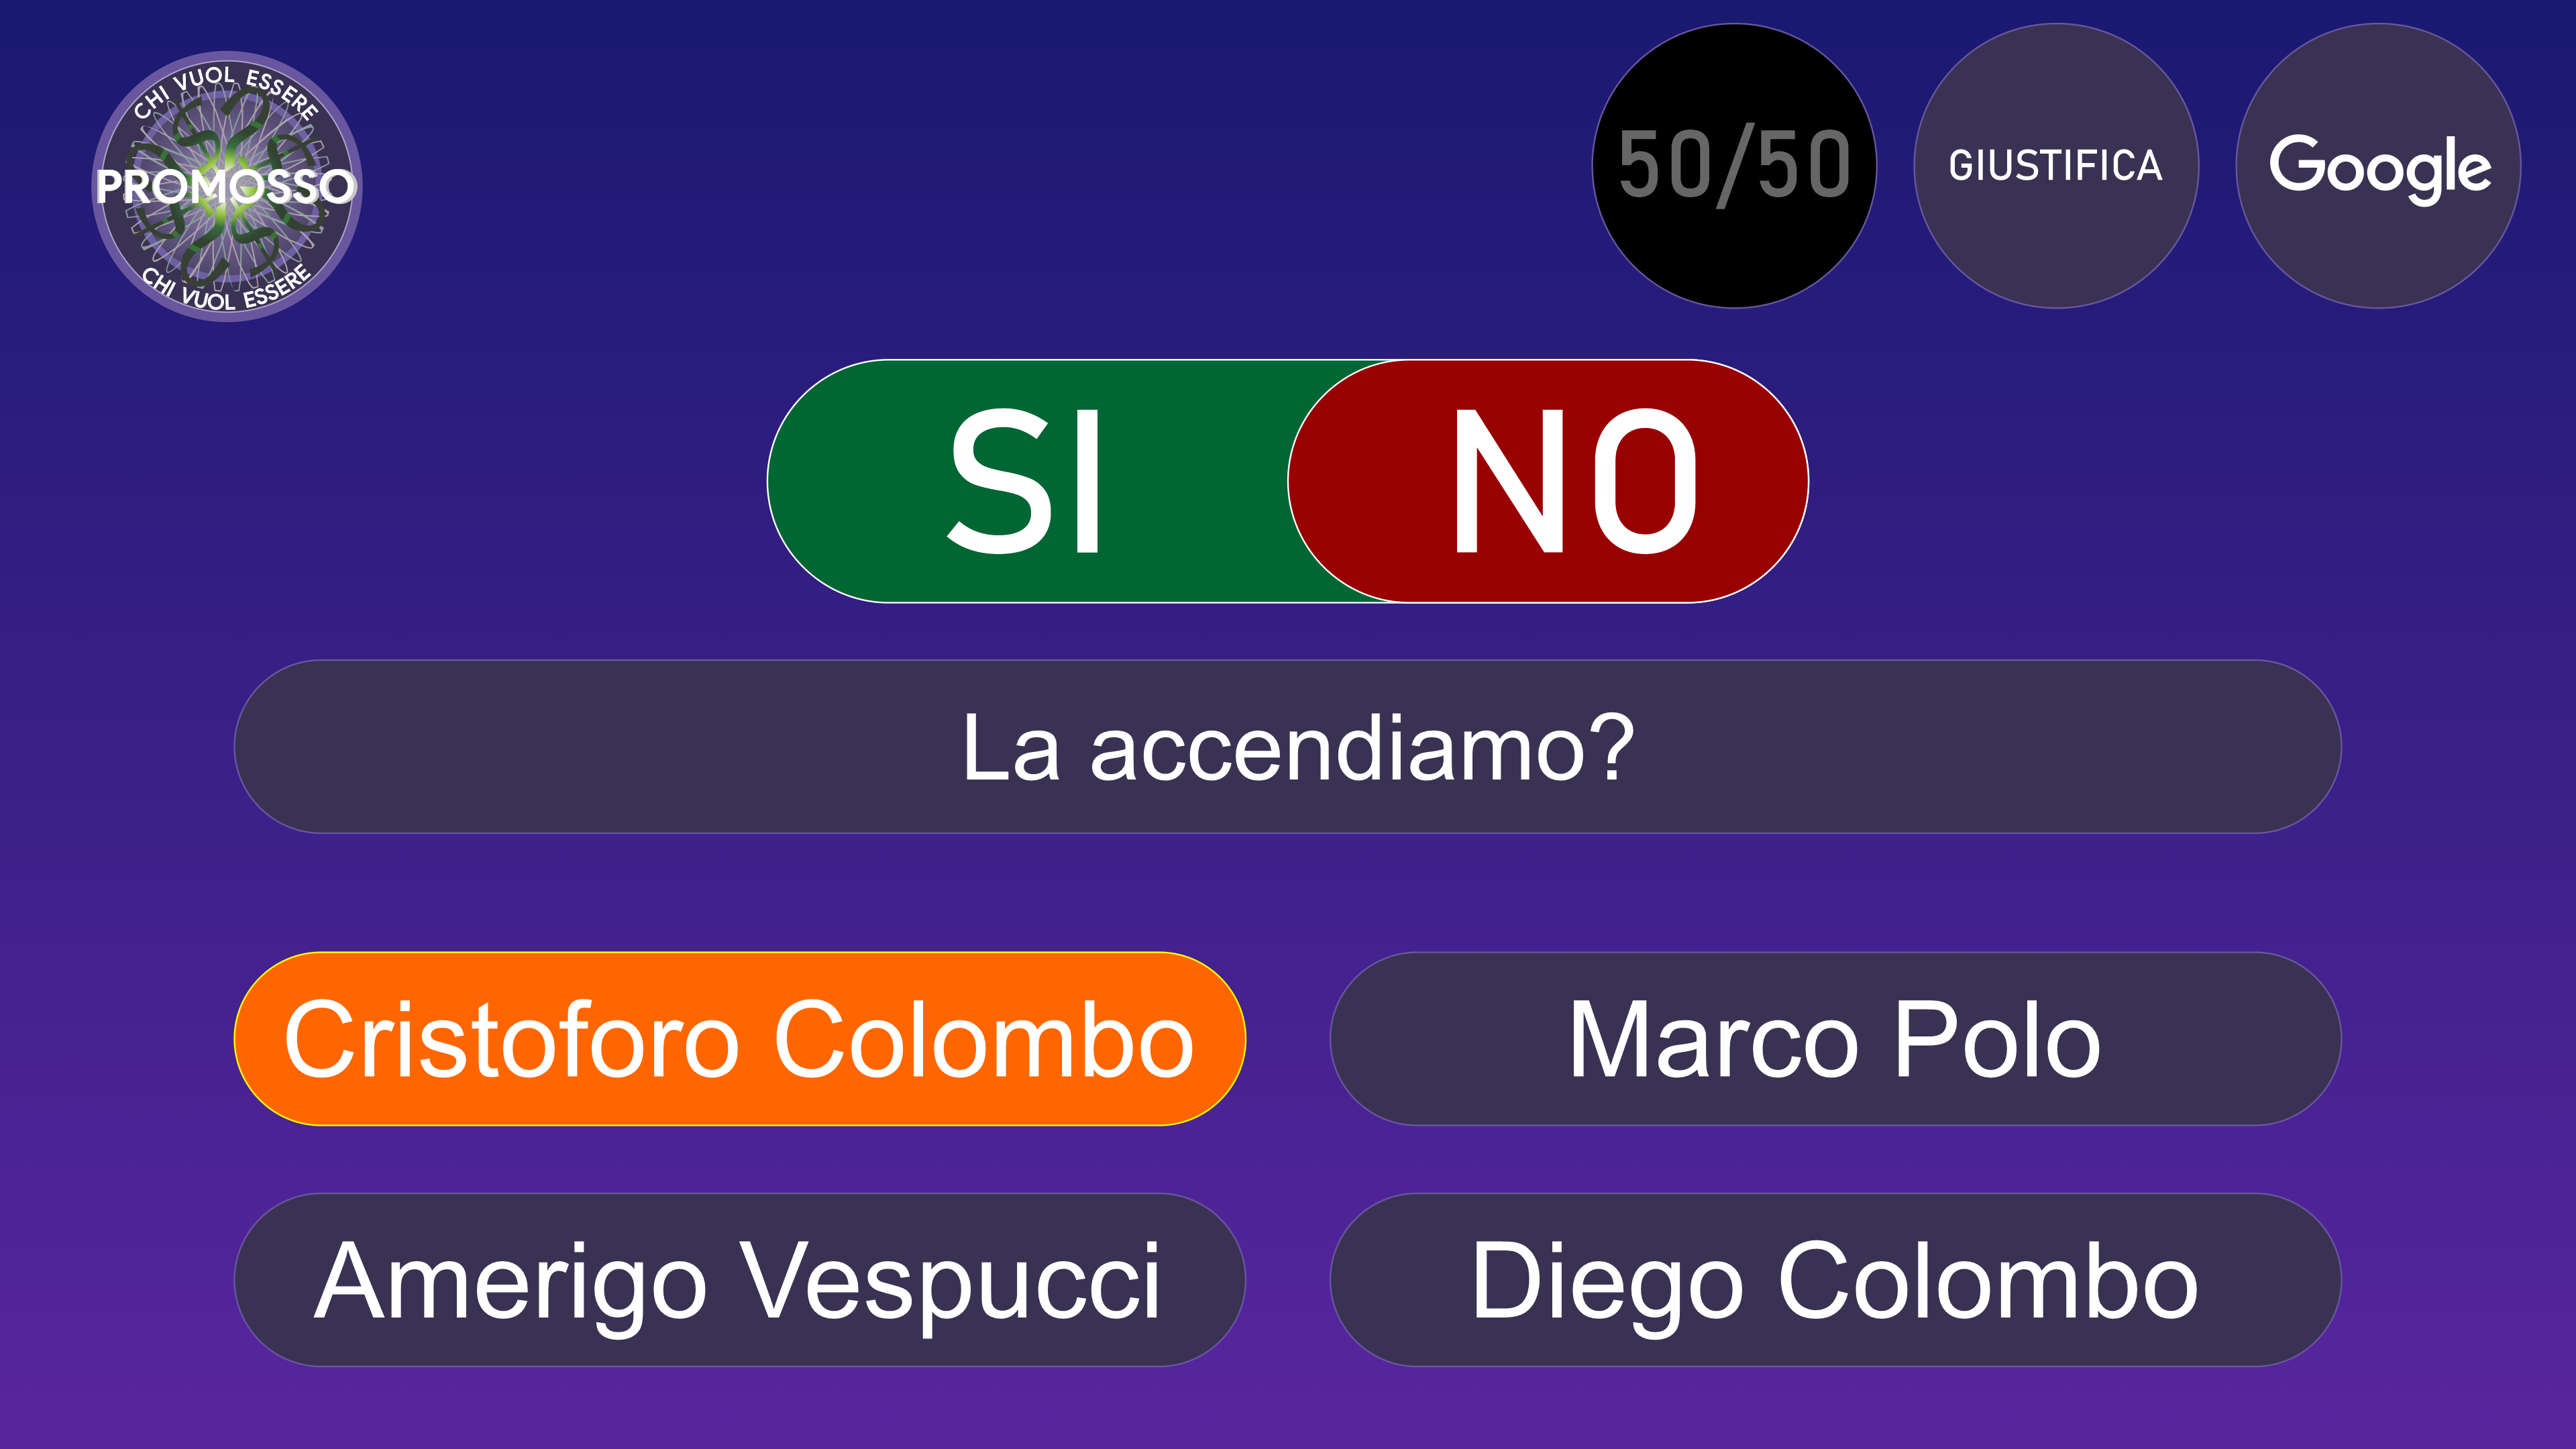 CHI VUOL ESSERE
PROMOSSO
CHI VUOL ESSERE
50/50
GIUSTIFICA
Google
SI
NO
La accendiamo?
Cristoforo Colombo
Marco Polo
Amerigo Vespucci
Diego Colombo